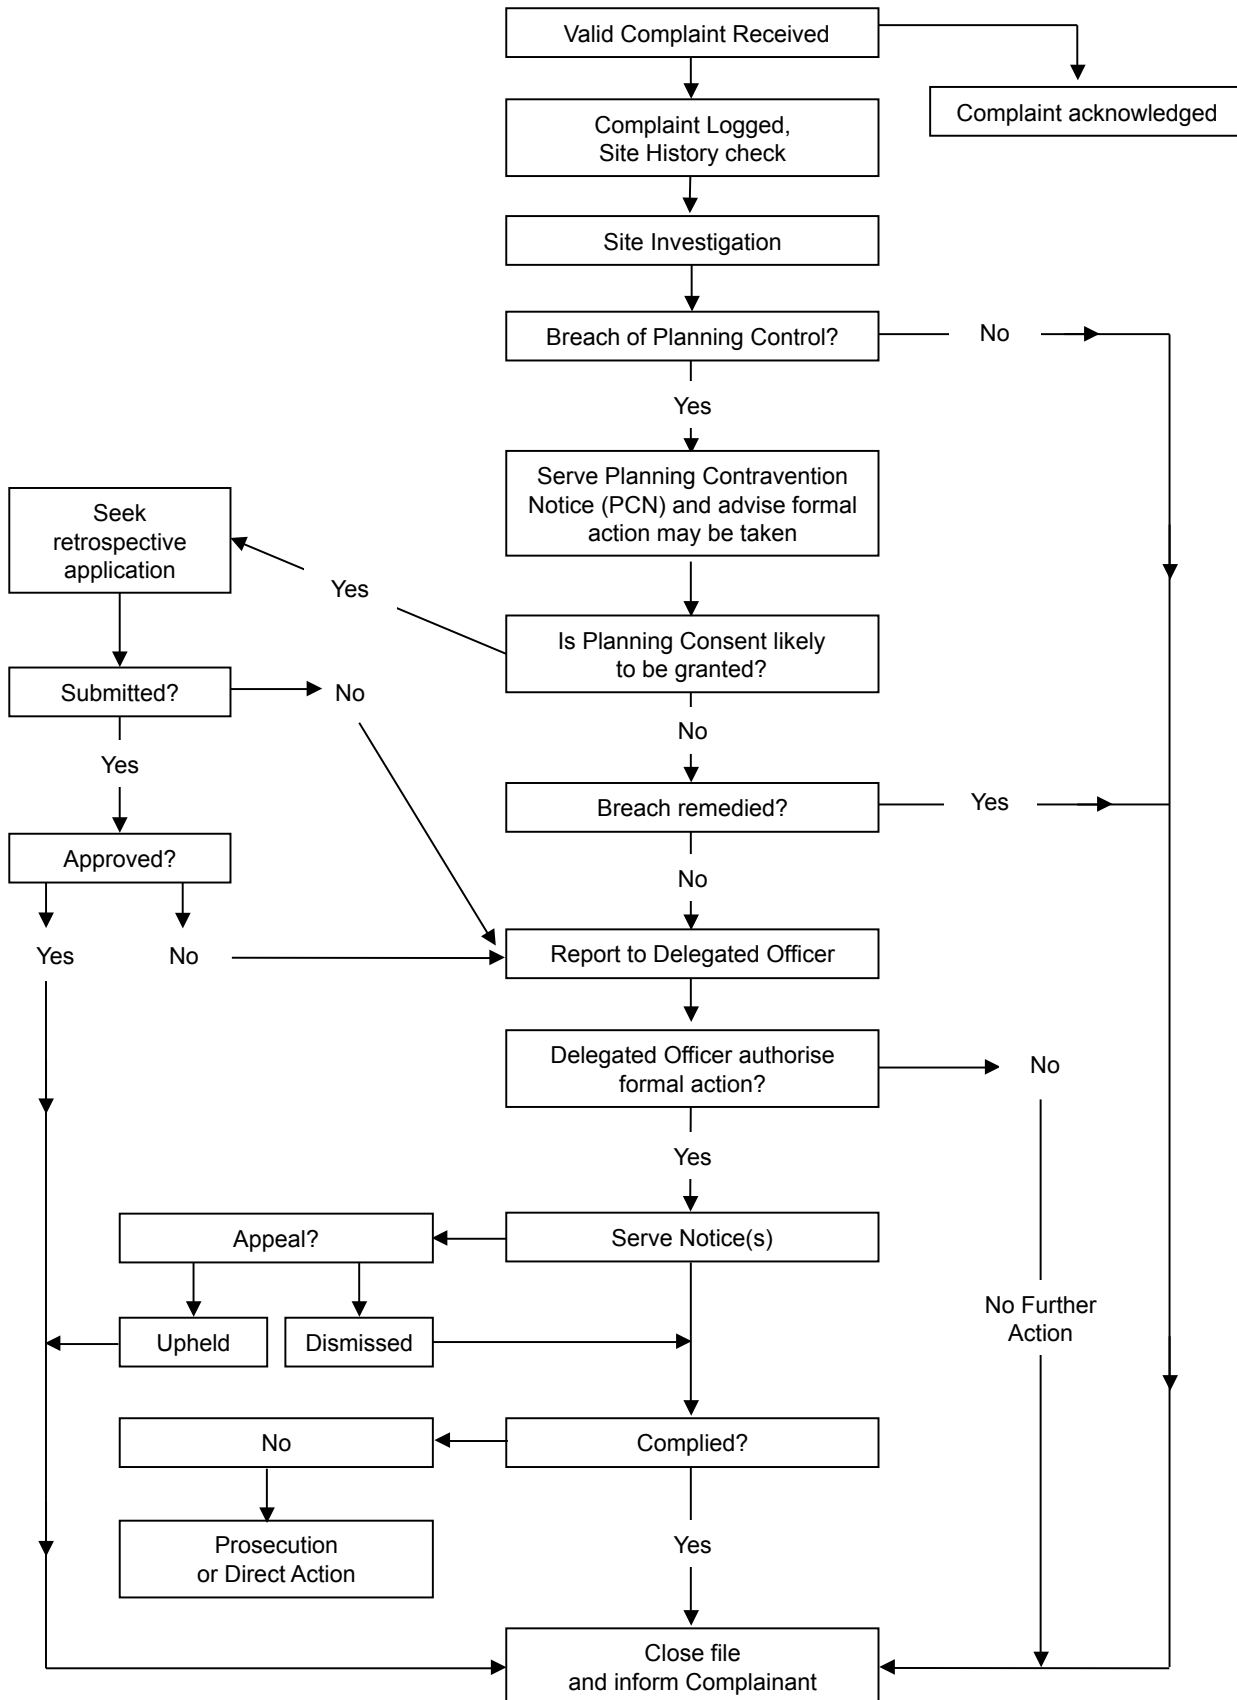 Valid Complaint Received
Complaint acknowledged
Complaint Logged,
Site History check
Site Investigation
Breach of Planning Control?
No
Yes
Serve Planning Contravention
Notice (PCN) and advise formal
action may be taken
Seek
retrospective
application
Yes
Is Planning Consent likely
to be granted?
Submitted?
No
No
Yes
Breach remedied?
Yes
Approved?
No
Yes
No
Report to Delegated Officer
Delegated Officer authorise
formal action?
No
Yes
Appeal?
Serve Notice(s)
No Further
Action
Upheld
Dismissed
No
Complied?
Prosecution
or Direct Action
Yes
Close file
and inform Complainant